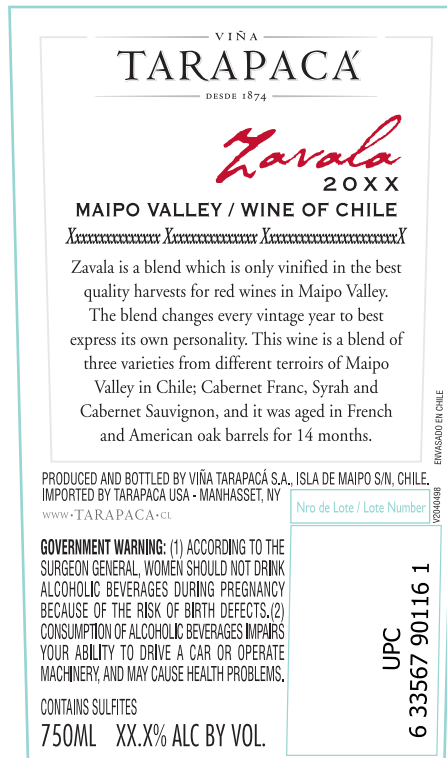 VIÑA
TARAPACÁ
DESDE 1874
Zavala
20XX
MAIPO VALLEY / WINE OF CHILE
Xxxxxxxxxxxxxxx Xxxxxxxxxxxxxxx XxxxxxxxxxxxxxxxxxxxxxX
Zavala is a blend which is only vinified in the best
quality harvests for red wines in Maipo Valley.
The blend changes every vintage year to best
express its own personality. This wine is a blend of
three varieties from different terroirs of Maipo
Valley in Chile; Cabernet Franc, Syrah and
Cabernet Sauvignon, and it was aged in French
and American oak barrels for 14 months.
PRODUCED AND BOTTLED BY VIÑA TARAPACÁ S.A., ISLA DE MAIPO S/N, CHILE.
IMPORTED BY TARAPACA USA - MANHASSET, NY
WWW·TARAPACA·CL
Nro de Lote / Lote Number
V2040498
ENVASADO EN CHILE
GOVERNMENT WARNING: (1) ACCORDING TO THE
SURGEON GENERAL, WOMEN SHOULD NOT DRINK
ALCOHOLIC BEVERAGES DURING PREGNANCY
BECAUSE OF THE RISK OF BIRTH DEFECTS.(2)
CONSUMPTION OF ALCOHOLIC BEVERAGES IMPAIRS
YOUR ABILITY TO DRIVE A CAR OR OPERATE
MACHINERY, AND MAY CAUSE HEALTH PROBLEMS.
CONTAINS SULFITES
750ML XX.X% ALC BY VOL.
UPC
6 33567 90116 1